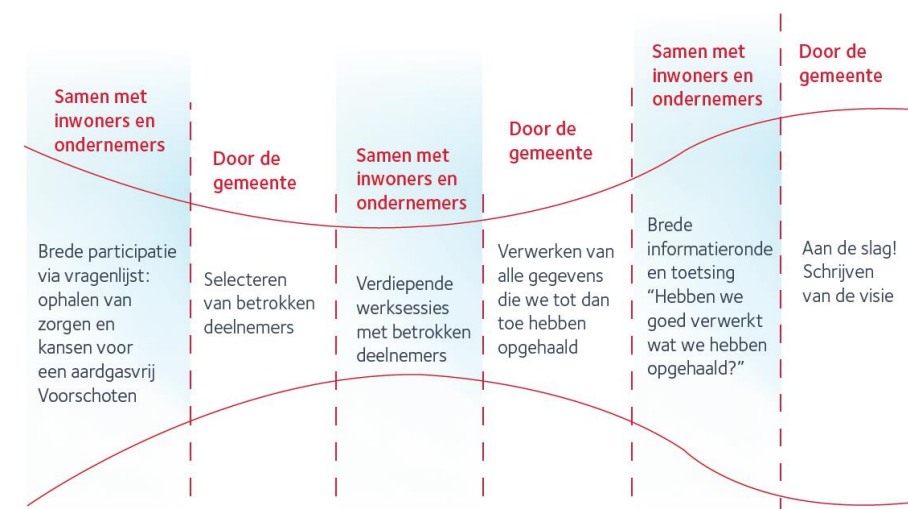 Samen met
inwoners en
ondernemers
Brede participatie
via vragenlijst:
ophalen van
zorgen en
kansen voor
een aardgasvrij
Voorschoten
Door de
gemeente
Selecteren
van betrokken
deelnemers
Samen met
inwoners en
ondernemers
Verdiepende
werksessies
met betrokken
deelnemers
Door de
gemeente
Verwerken van
alle gegevens
die we tot dan
toe hebben
opgehaald
Samen met
inwoners en
ondernemers
Brede
informatieronde
en toetsing
“Hebben we
goed verwerkt
wat we hebben
opgehaald?”
Door de
gemeente
Aan de slag!
Schrijven
van de visie